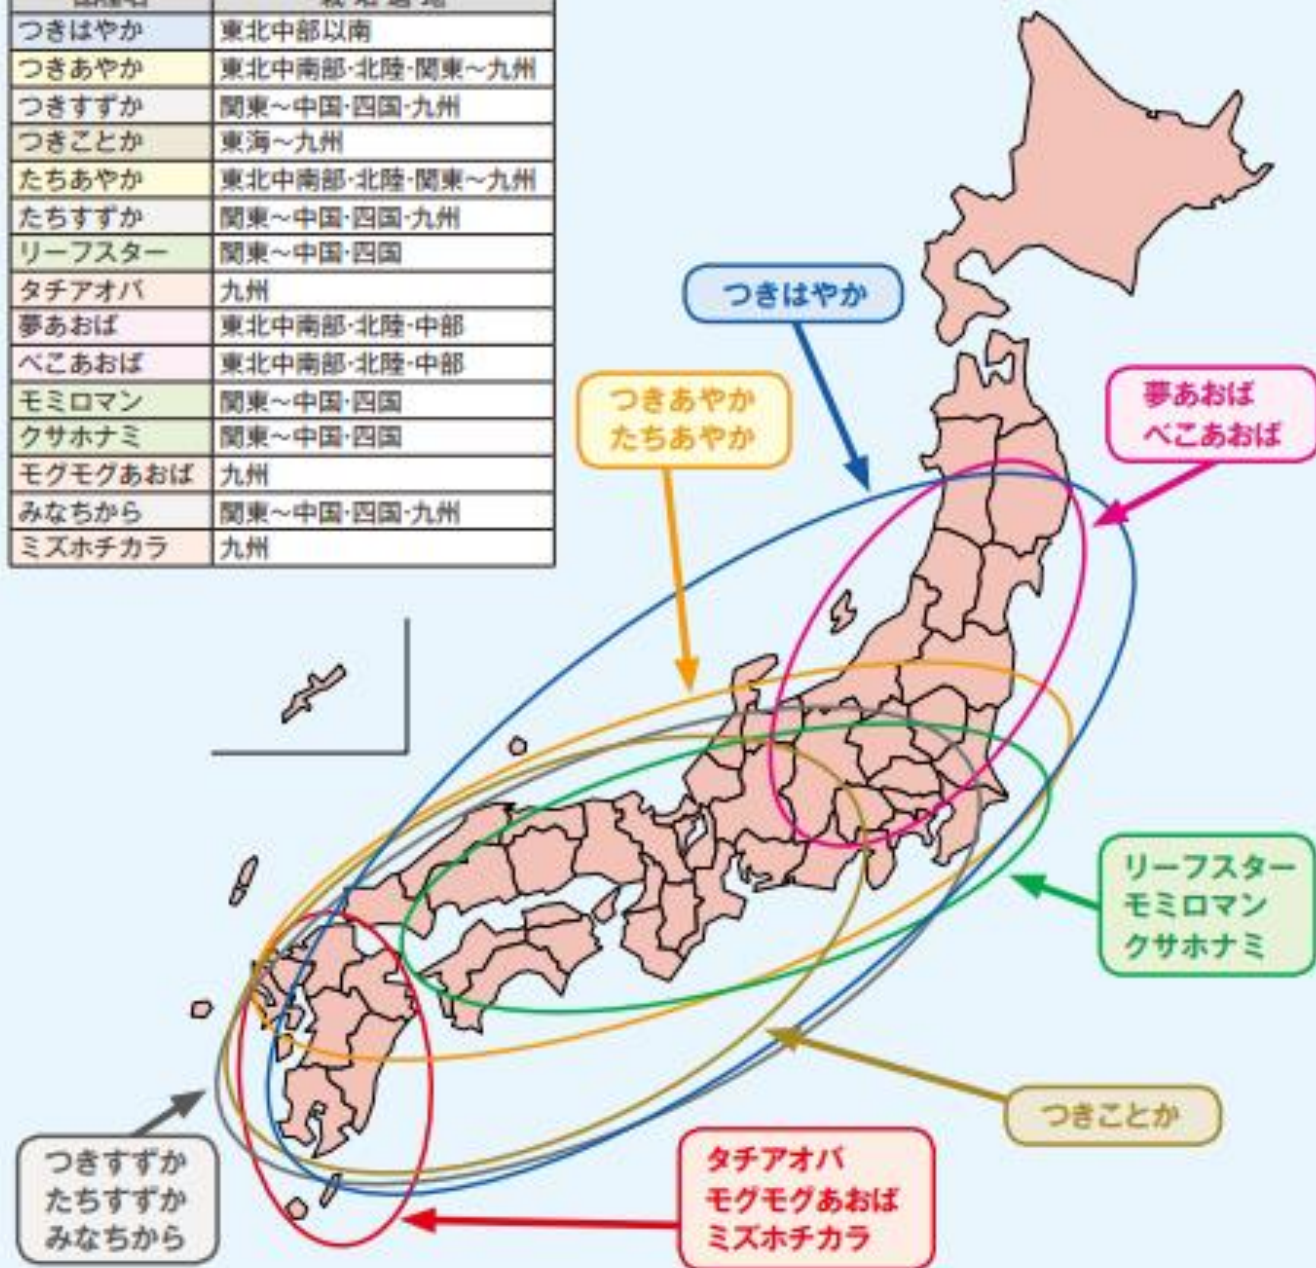 つきはやか 東北中部以南
つきあやか 東北中南部・北陸・関東～九州
つきすずか 関東～中国・四国・九州
つきことか 東海～九州
たちあやか 東北中南部・北陸・関東～九州
たちすずか 関東～中国・四国・九州
リーフスター 関東～中国・四国
タチアオバ 九州
夢あおば 東北中南部・北陸・中部
べこあおば 東北中南部・北陸・中部
モミロマン 関東～中国・四国
クサホナミ 関東～中国・四国
モグモグあおば 九州
みなちから 関東～中国・四国・九州
ミズホチカラ 九州
つきはやか
つきあやか
たちあやか
夢あおば
べこあおば
リーフスター
モミロマン
クサホナミ
つきことか
つきすずか
たちすずか
みなちから
タチアオバ
モグモグあおば
ミズホチカラ